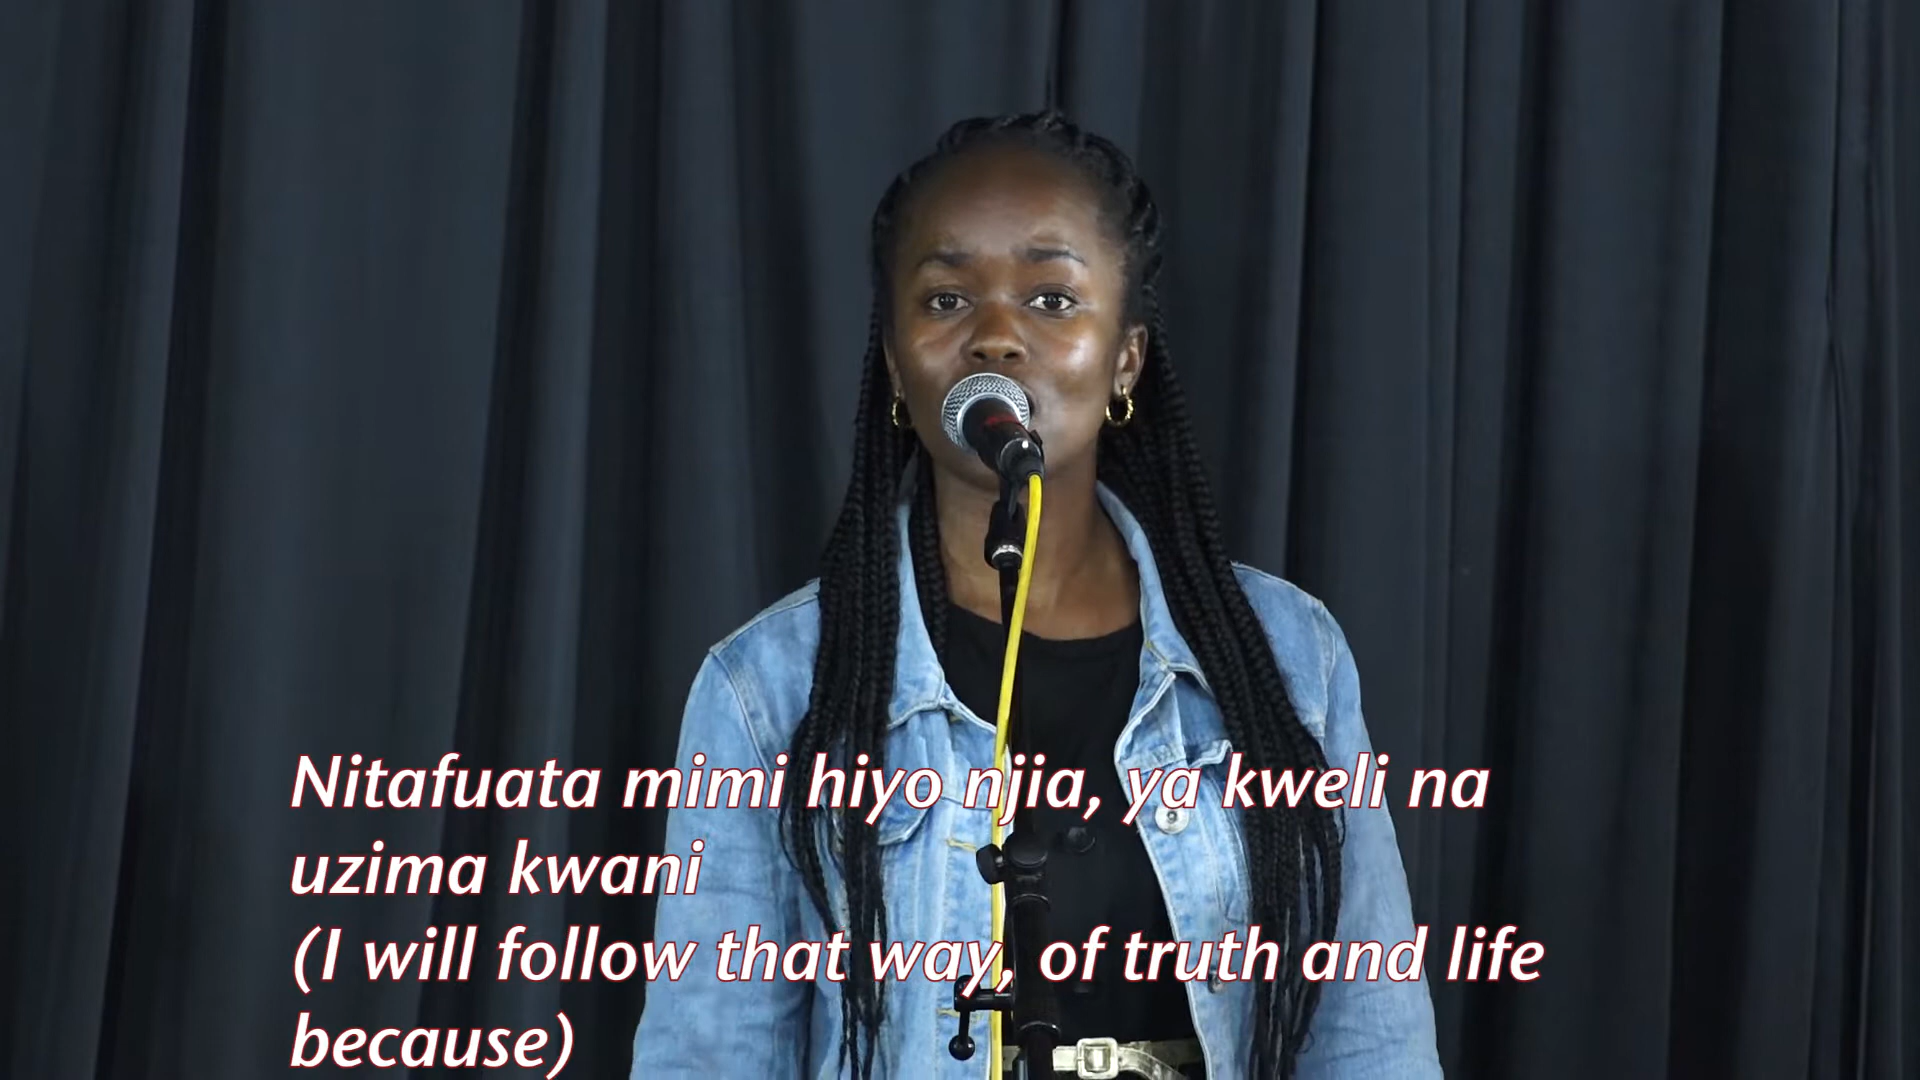 Nitafuata mimi hiyo njia, ya kweli na
uzima kwani
(I will follow that way, of truth and life
because)